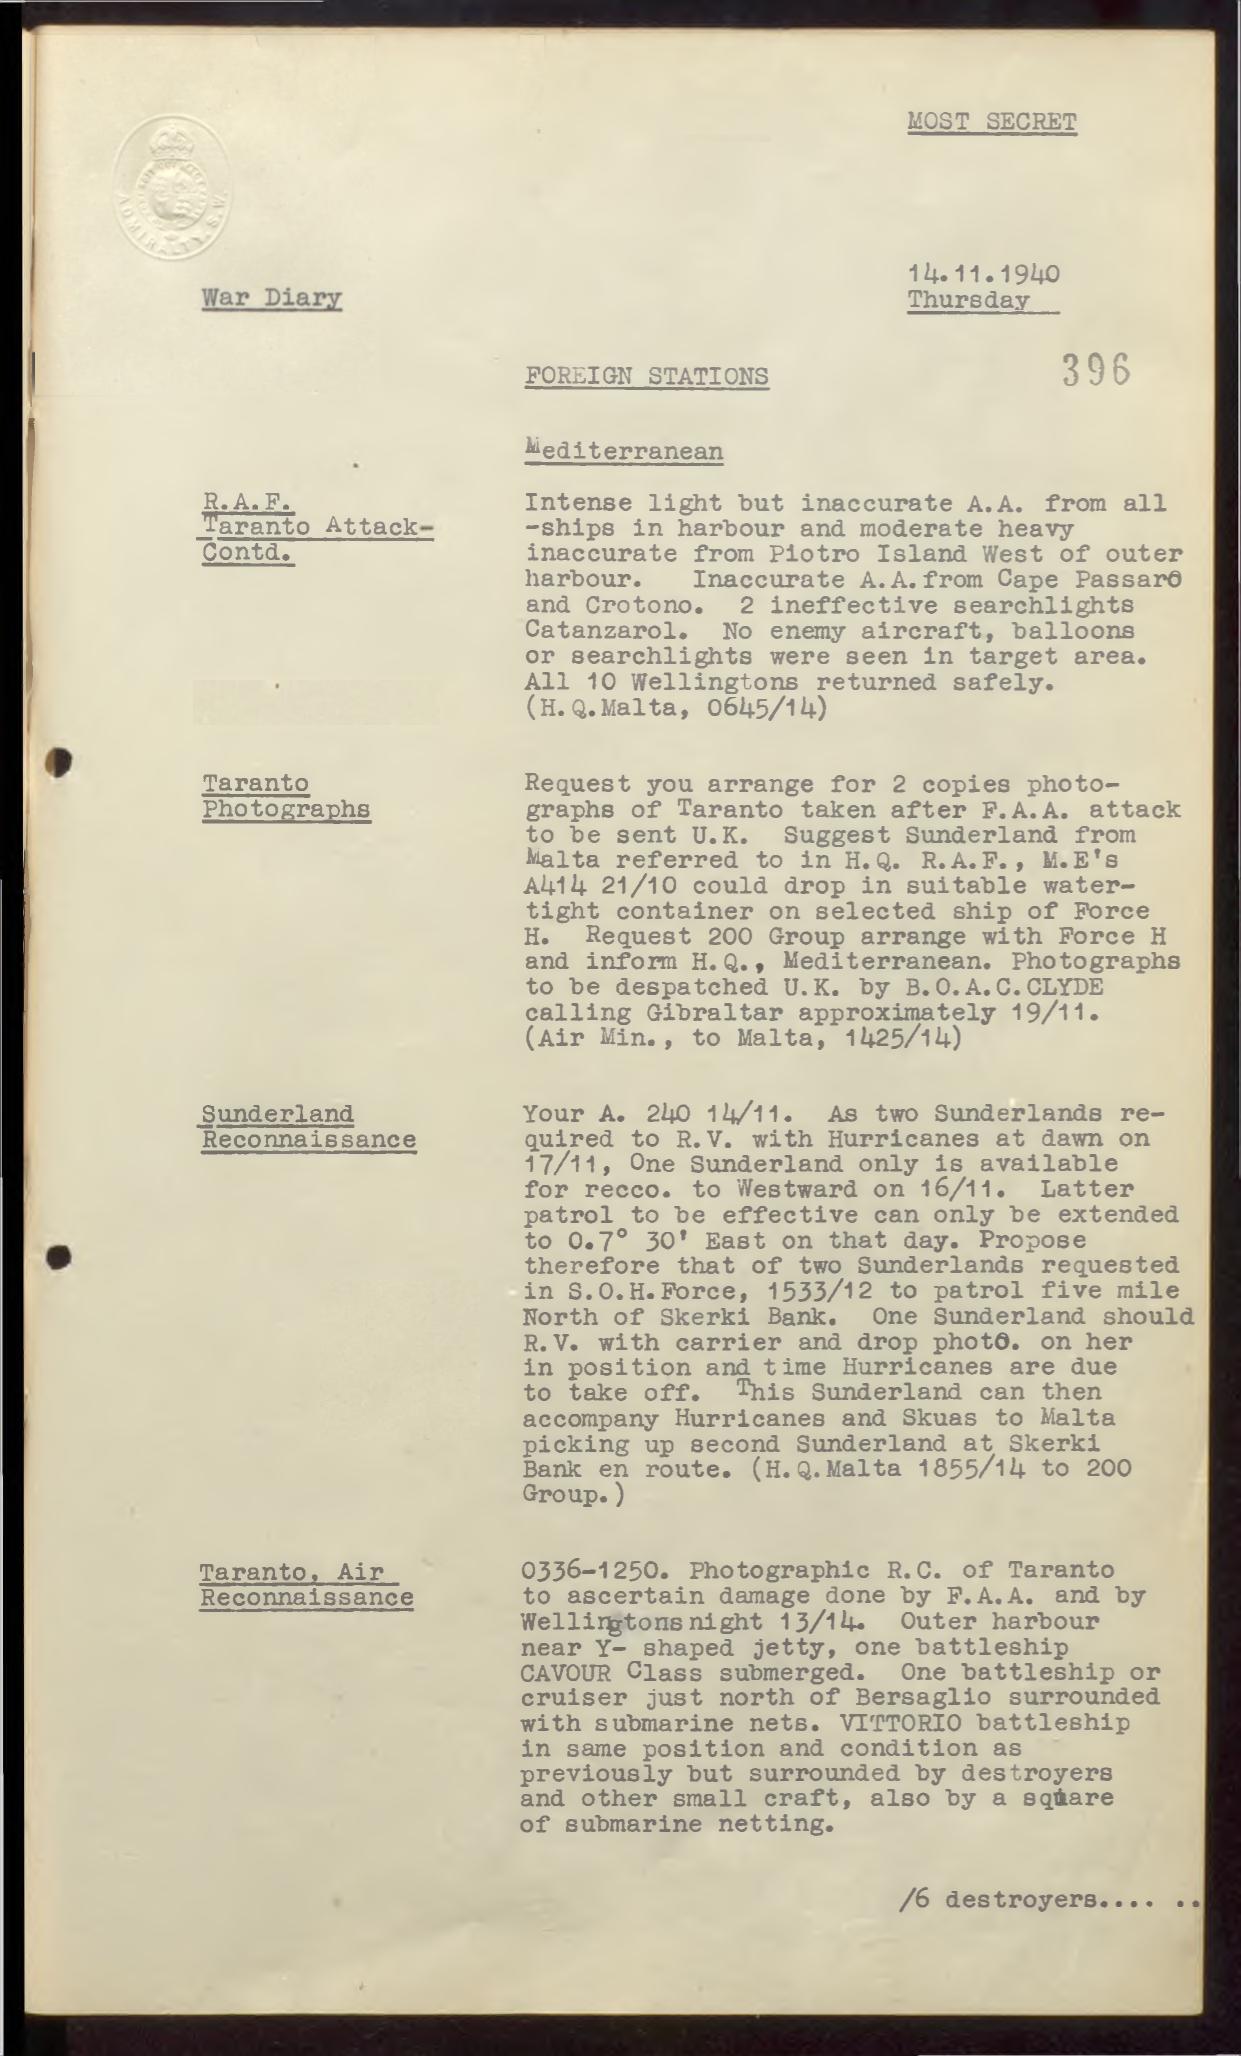 MOST SECRET
ADMIRALTY. S.W.
14.11.1940
War Diary
Thursday
396
FOREIGN STATIONS
Mediterranean
R.A.F.
Taranto Attack-
Contd.
Intense light but inaccurate A.A. from all
-ships in harbour and moderate heavy
inaccurate from Piotro Island West of outer
harbour. Inaccurate A.A.from Cape Passaro
and Crotono. 2 ineffective searchlights
Catanzarol. No enemy aircraft, balloons
or searchlights were seen in target area.
All 10 Wellingtons returned safely.
(H.Q.Malta, 0645/14)
Taranto
Photographs
Request you arrange for 2 copies photo-
graphs of Taranto taken after F.A.A. attack
to be sent U.K. Suggest Sunderland from
Malta referred to in H.Q. R.A.F., M.E's
A414 21/10 could drop in suitable water-
tight container on selected ship of Force
H. Request 200 Group arrange with Force H
and inform H.Q., Mediterranean. Photographs
to be despatched U.K. by B.O.A.C.CLYDE
calling Gibraltar approximately 19/11.
(Air Min., to Malta, 1425/14)
Sunderland
Reconnaissance
Your A. 240 14/11. As two Sunderlands re-
quired to R.V. with Hurricanes at dawn on
17/11, One Sunderland only is available
for recco. to Westward on 16/11. Latter
patrol to be effective can only be extended
to 0.7° 30' East on that day. Propose
therefore that of two Sunderlands requested
in S.O.H.Force, 1533/12 to patrol five mile
North of Skerki Bank. One Sunderland should
R.V. with carrier and drop photo. on her
in position and time Hurricanes are due
to take off. This Sunderland can then
accompany Hurricanes and Skuas to Malta
picking up second Sunderland at Skerki
Bank en route. (H.Q.Malta 1855/14 to 200
Group.)
Taranto, Air
Reconnaissance
0336-1250. Photographic R.C. of Taranto
to ascertain damage done by F.A.A. and by
Wellingtons night 13/14. Outer harbour
near Y- shaped jetty, one battleship
CAVOUR Class submerged. One battleship or
cruiser just north of Bersaglio surrounded
with submarine nets. VITTORIO battleship
in same position and condition as
previously but surrounded by destroyers
and other small craft, also by a square
of submarine netting.
/6 destroyers.... ..